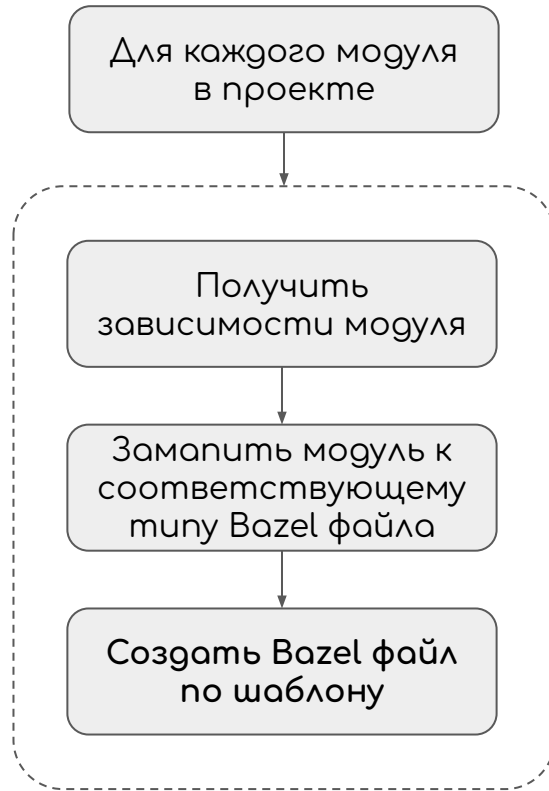 Для каждого модуля
в проекте
Получить
зависимости модуля
Замапить модуль к
соответствующему
типу Bazel файла
Создать Bazel файл
по шаблону